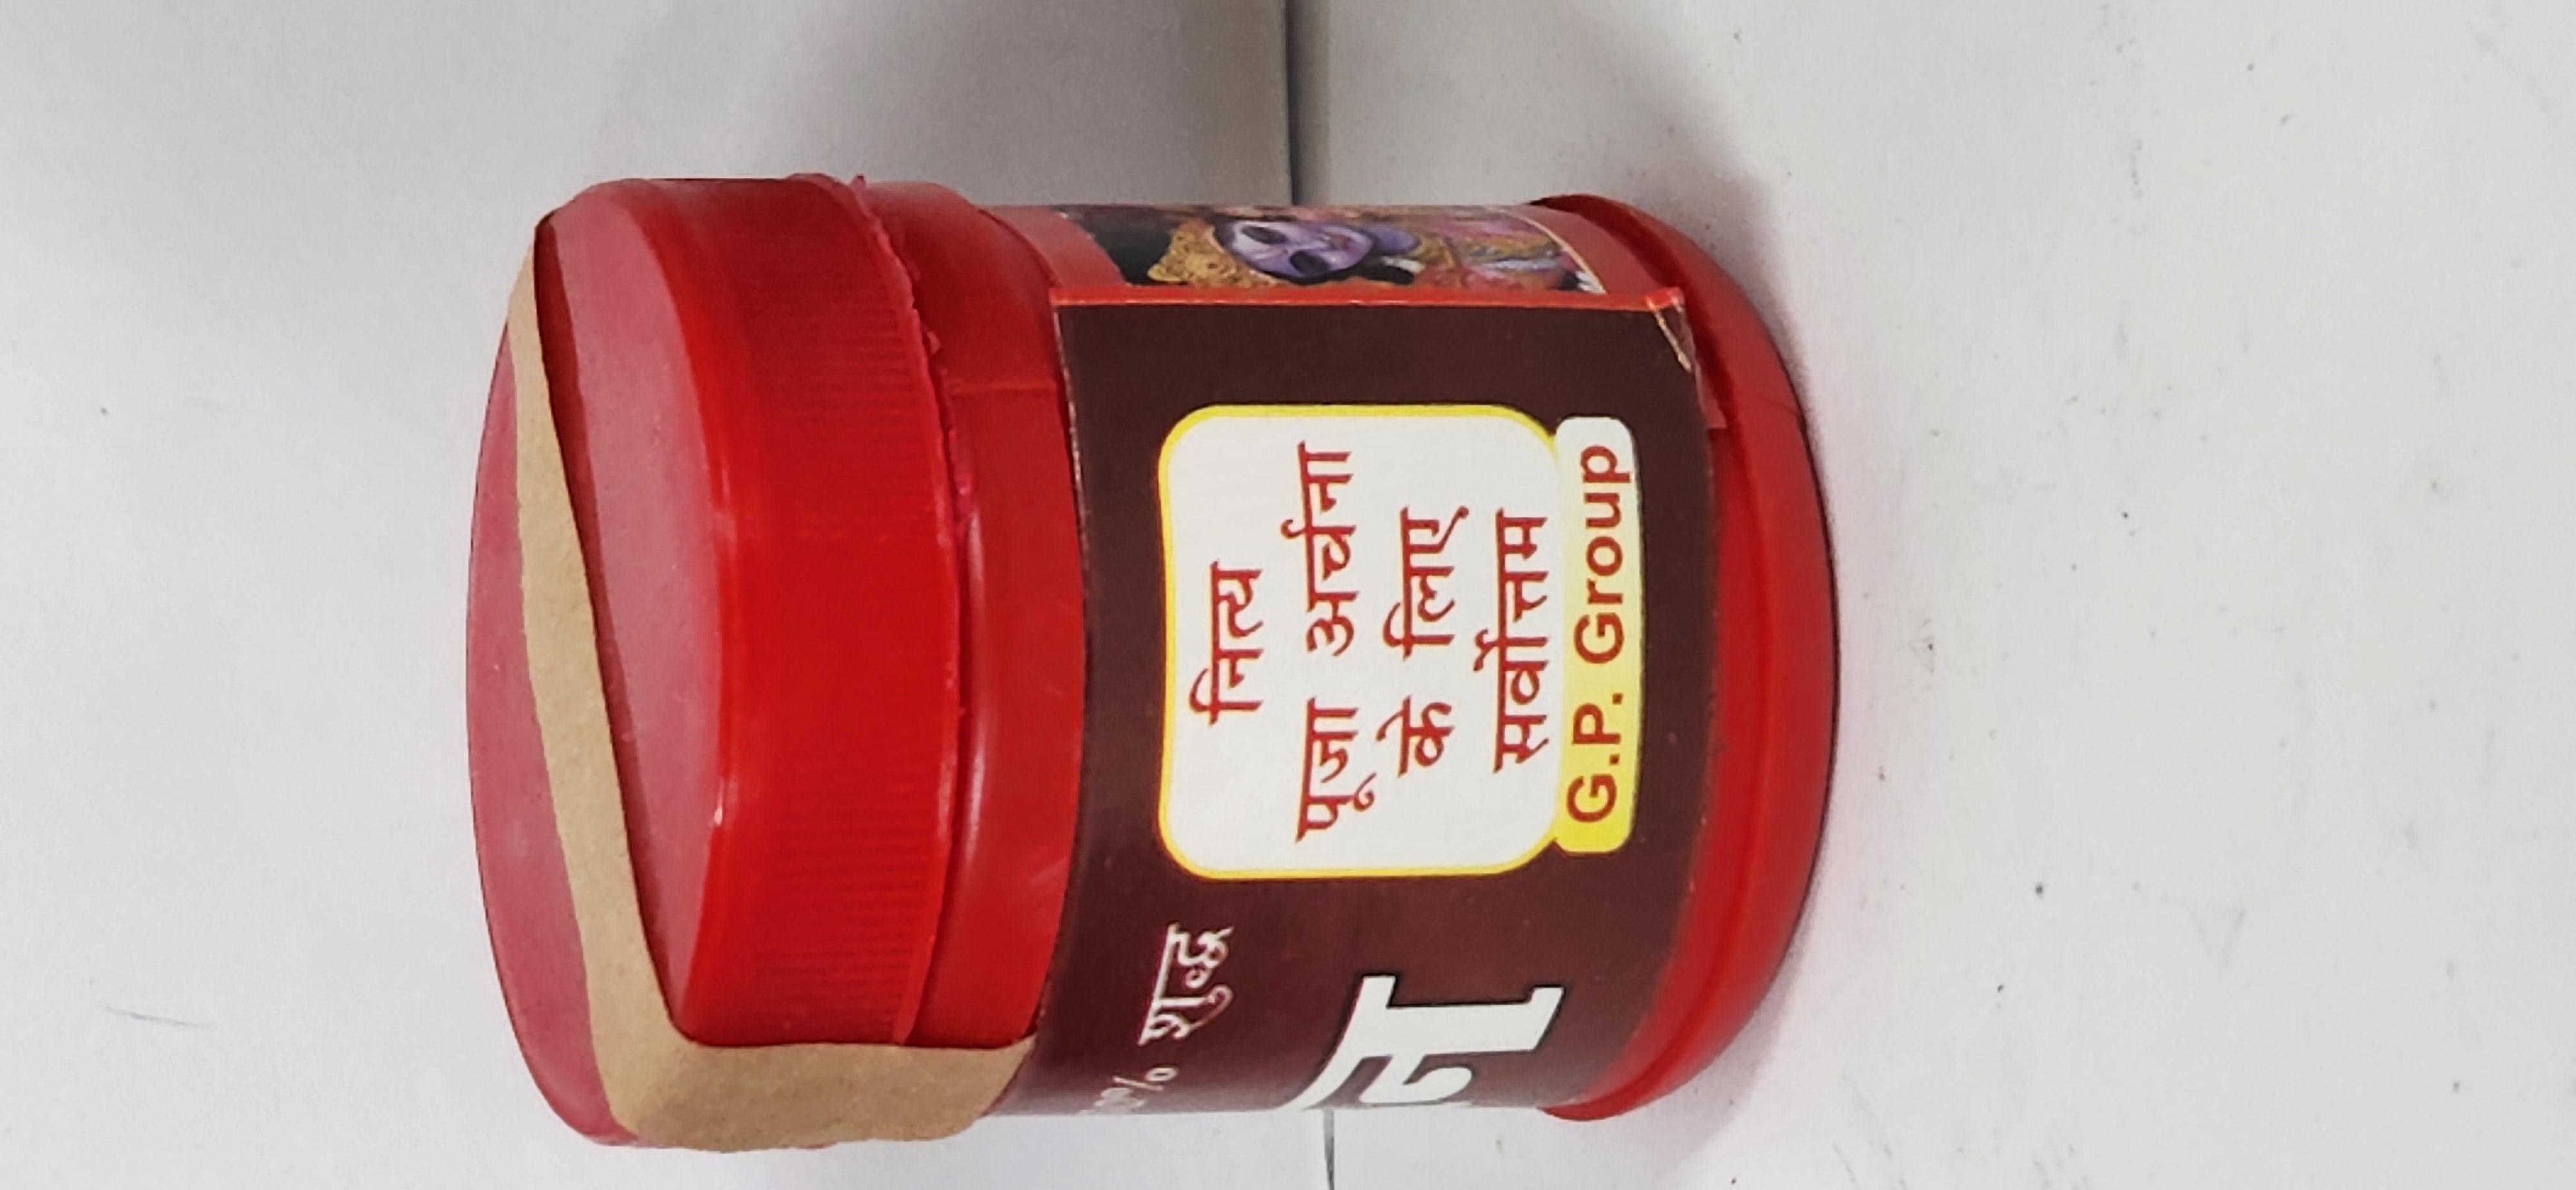 नित्य
पूजा अर्चना
के लिए
सर्वोत्तम
G.P. Group
% शुद्ध